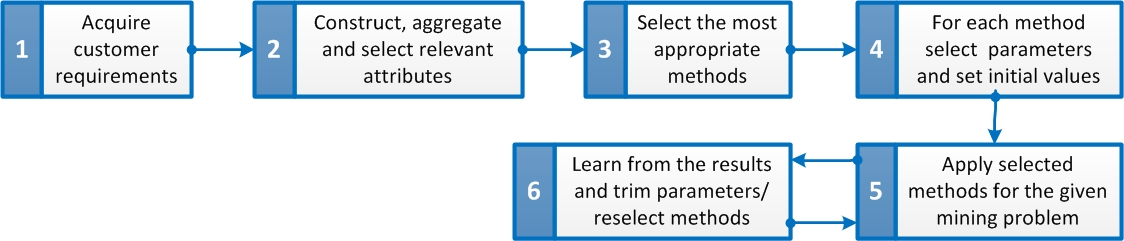 1
Acquire
customer
requirements
2
Construct, aggregate
and select relevant
attributes
3
Select the most
appropriate
methods
4
For each method
select parameters
and set initial values
5
Apply selected
methods for the given
mining problem
6
Learn from the results
and trim parameters/
reselect methods